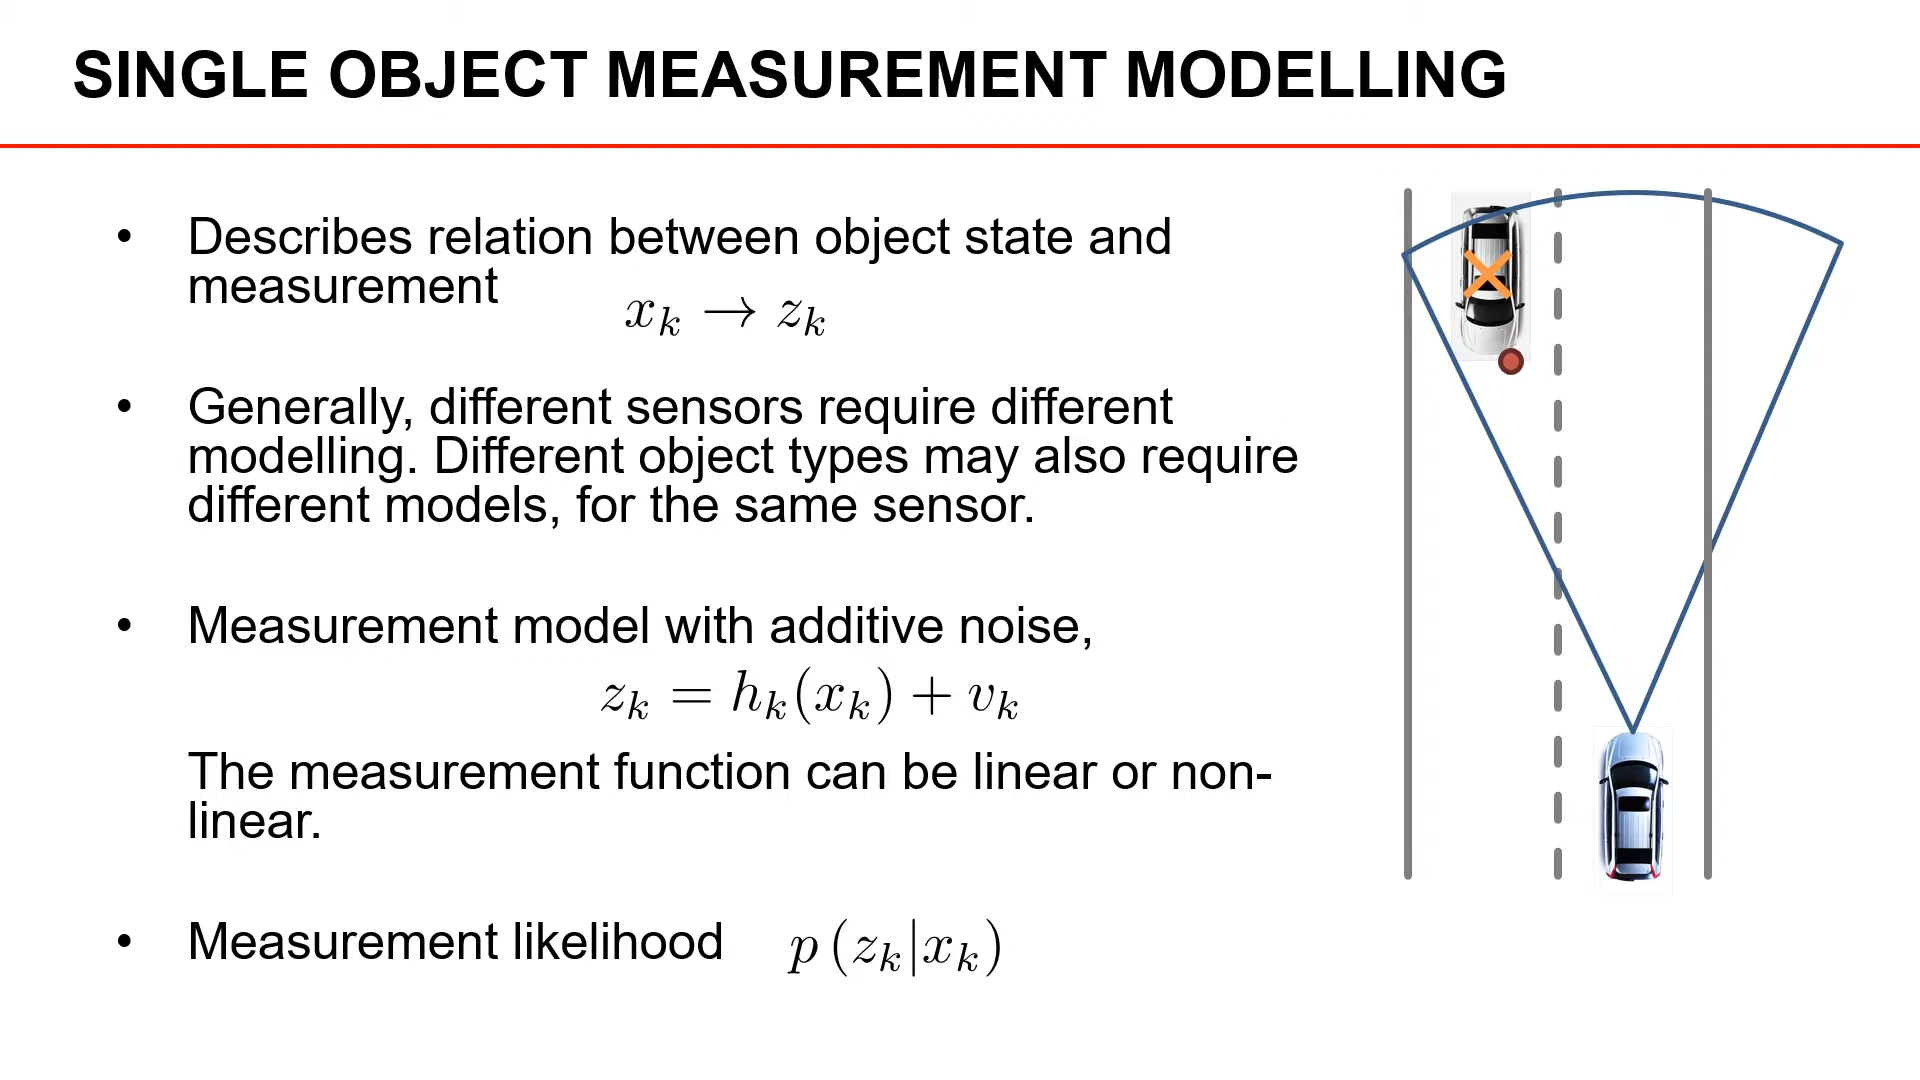 SINGLE OBJECT MEASUREMENT MODELLING
• Describes relation between object state and
measurement
x_k → z_k
• Generally, different sensors require different
modelling. Different object types may also require
different models, for the same sensor.
• Measurement model with additive noise,
z_k = h_k(x_k) + v_k
The measurement function can be linear or non-
linear.
• Measurement likelihood p(z_k|x_k)